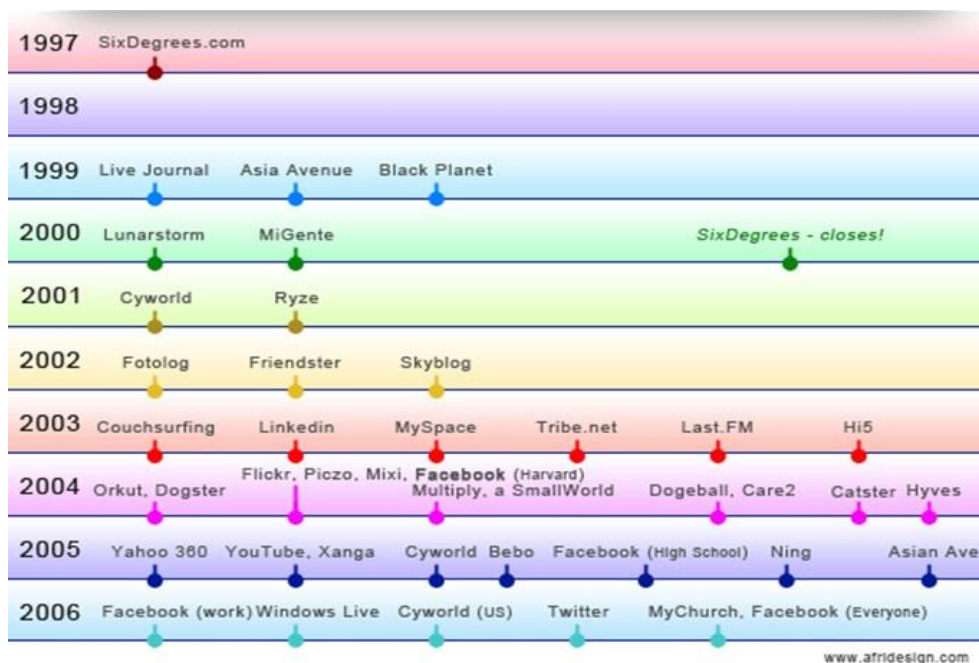 1997 SixDegrees.com
1998
1999 Live Journal Asia Avenue Black Planet
2000 Lunarstorm MiGente SixDegrees - closes!
2001 Cyworld Ryze
2002 Fotolog Friendster Skyblog
2003 Couchsurfing Linkedin MySpace Tribe.net Last.FM Hi5
Flickr, Piczo, Mixi, Facebook (Harvard)
2004 Orkut, Dogster Multiply, a SmallWorld Dogeball, Care2 Catster Hyves
2005 Yahoo 360 YouTube, Xanga Cyworld Bebo Facebook (High School) Ning Asian Ave
2006 Facebook (work) Windows Live Cyworld (US) Twitter MyChurch, Facebook (Everyone)
www.afridesign.com